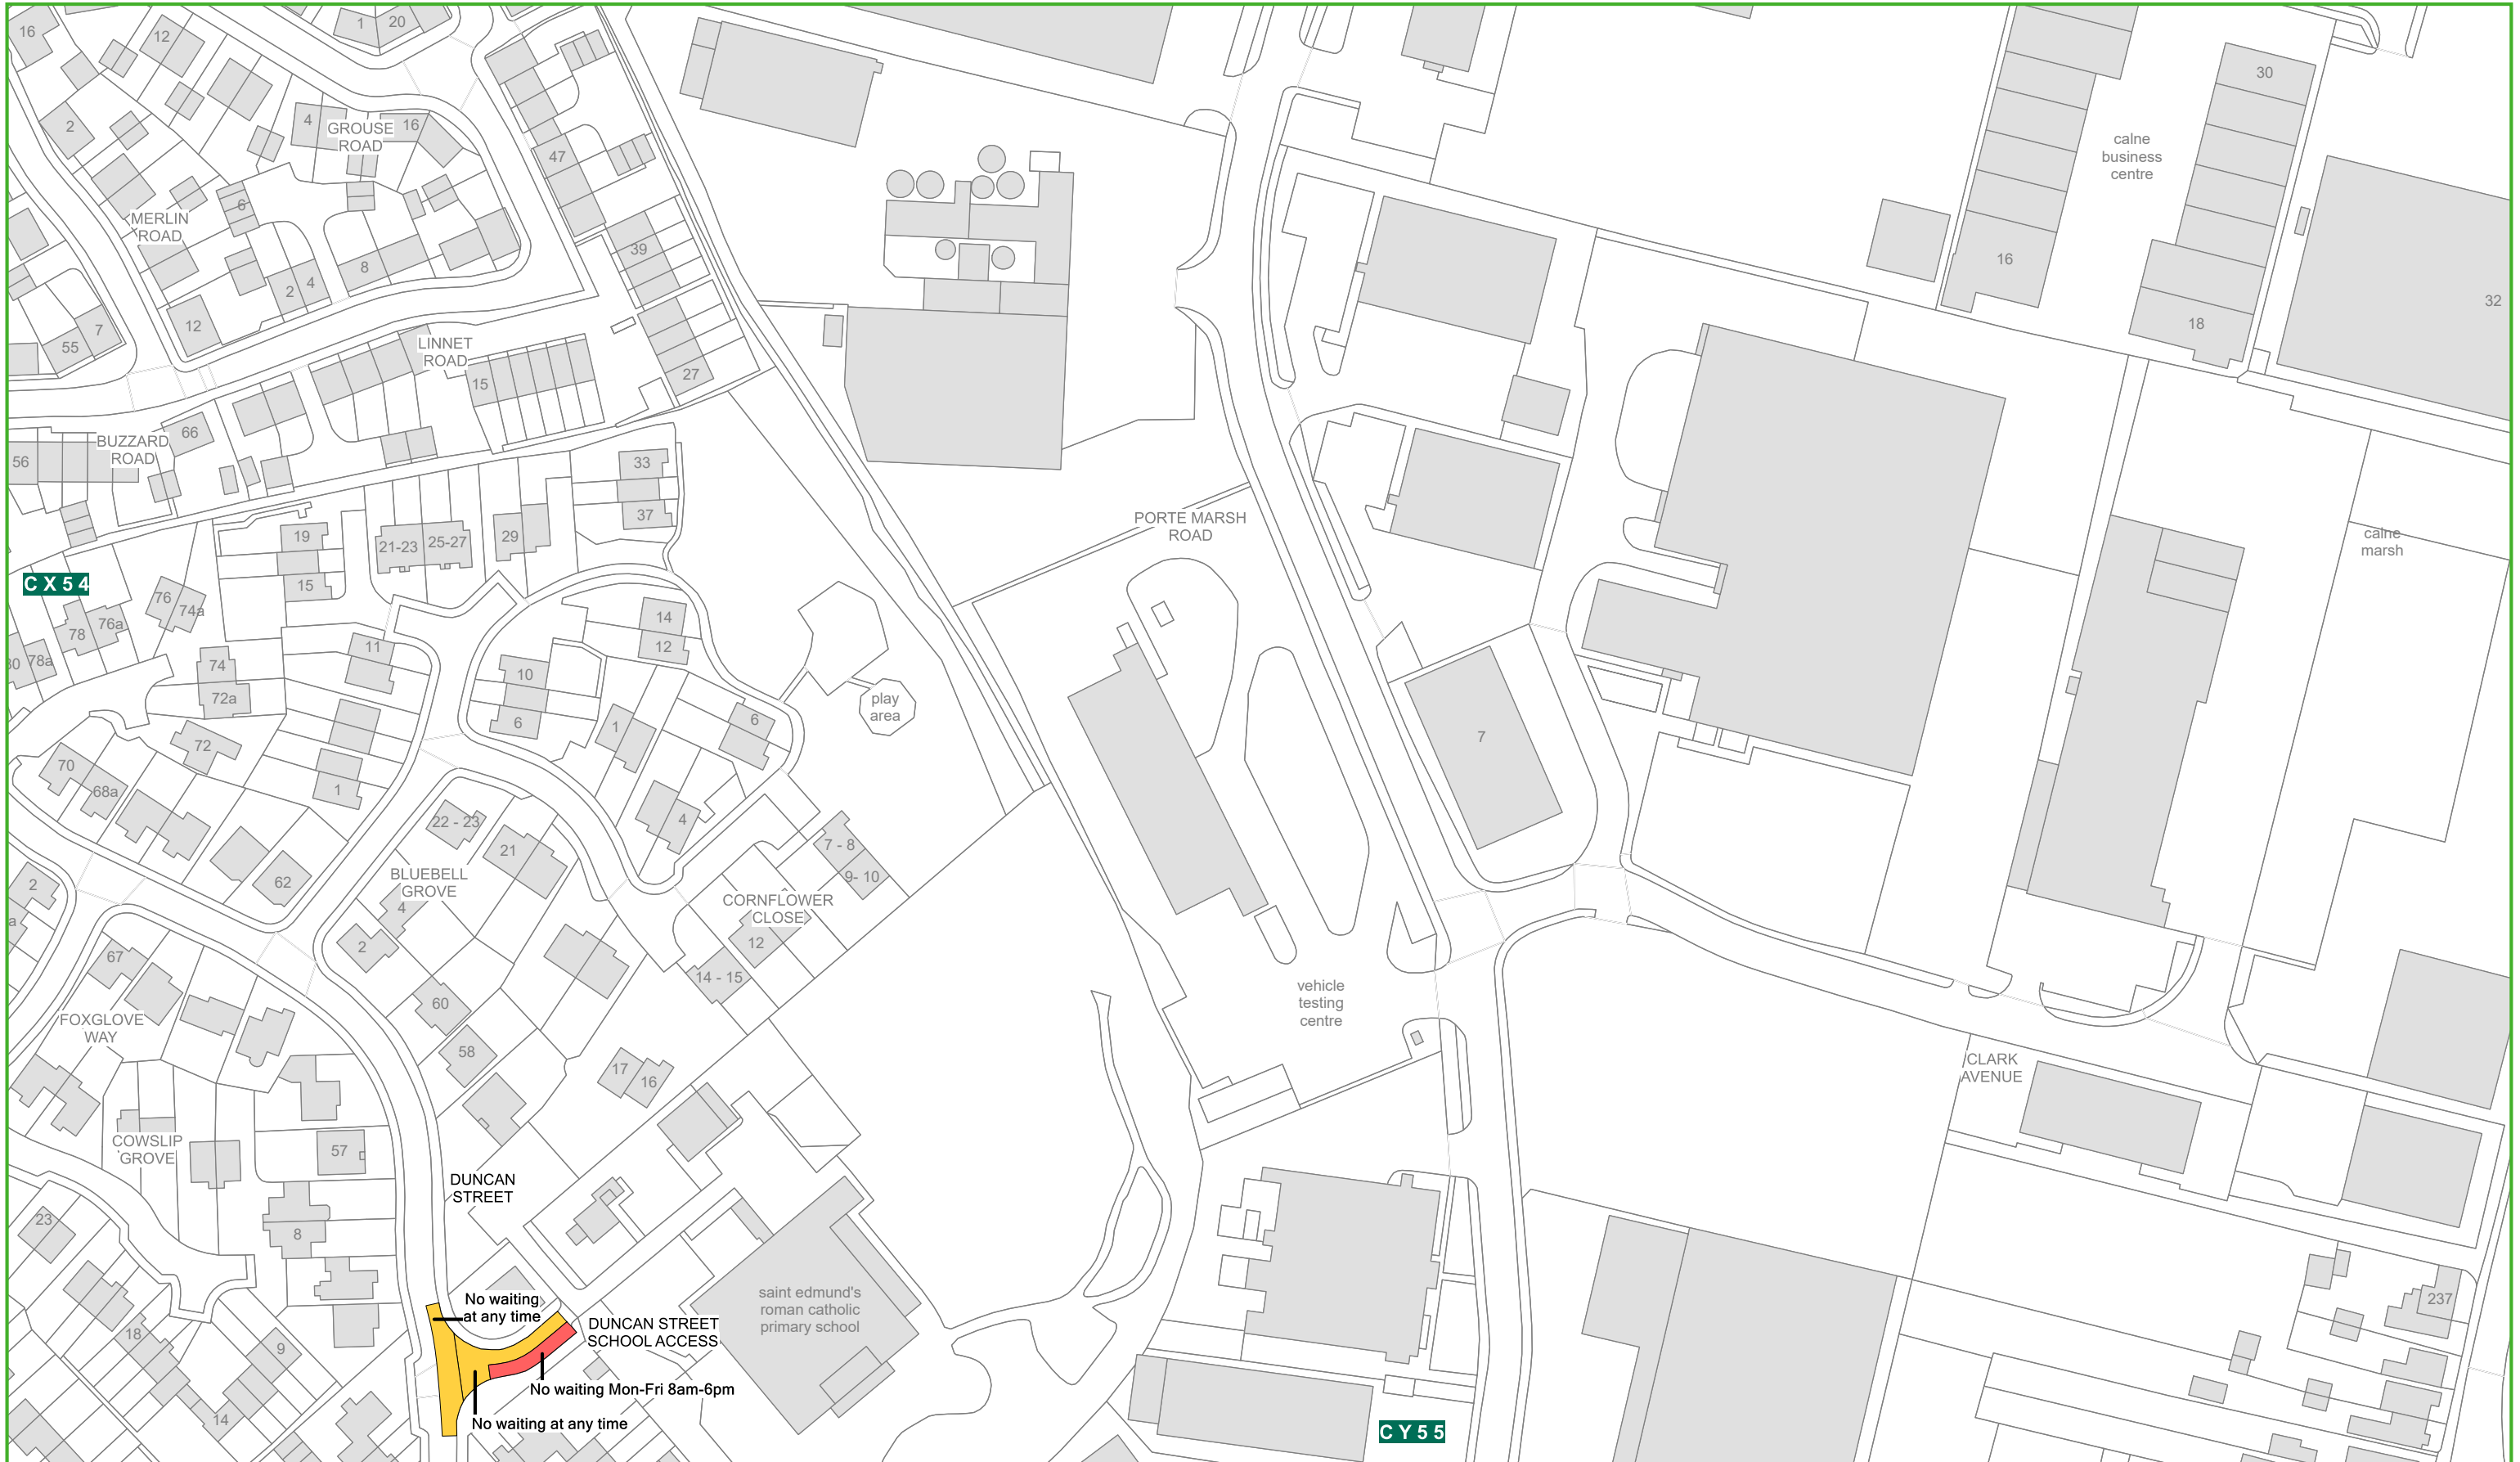 16
12
1
20
30
2
4
GROUSE
ROAD
16
47
calne
business
centre
MERLIN
ROAD
6
39
16
8
2
4
12
32
18
7
55
LINNET
ROAD
15
27
66
BUZZARD
ROAD
56
33
37
19
21-23
25-27
29
PORTE MARSH
ROAD
calne
marsh
15
CX54
76
74a
78
76a
80
78a
11
14
12
74
72a
10
6
1
6
play
area
7
72
70
68a
1
22 - 23
21
4
7 - 8
9- 10
62
2
BLUEBELL
GROVE
4
CORNFLOWER
CLOSE
a
2
12
14 - 15
67
60
vehicle
testing
centre
FOXGLOVE
WAY
58
17
16
CLARK
AVENUE
COWSLIP
GROVE
57
DUNCAN
STREET
23
8
No waiting
at any time
saint edmund's
roman catholic
primary school
237
DUNCAN STREET
SCHOOL ACCESS
18
9
No waiting Mon-Fri 8am-6pm
14
No waiting at any time
CY55